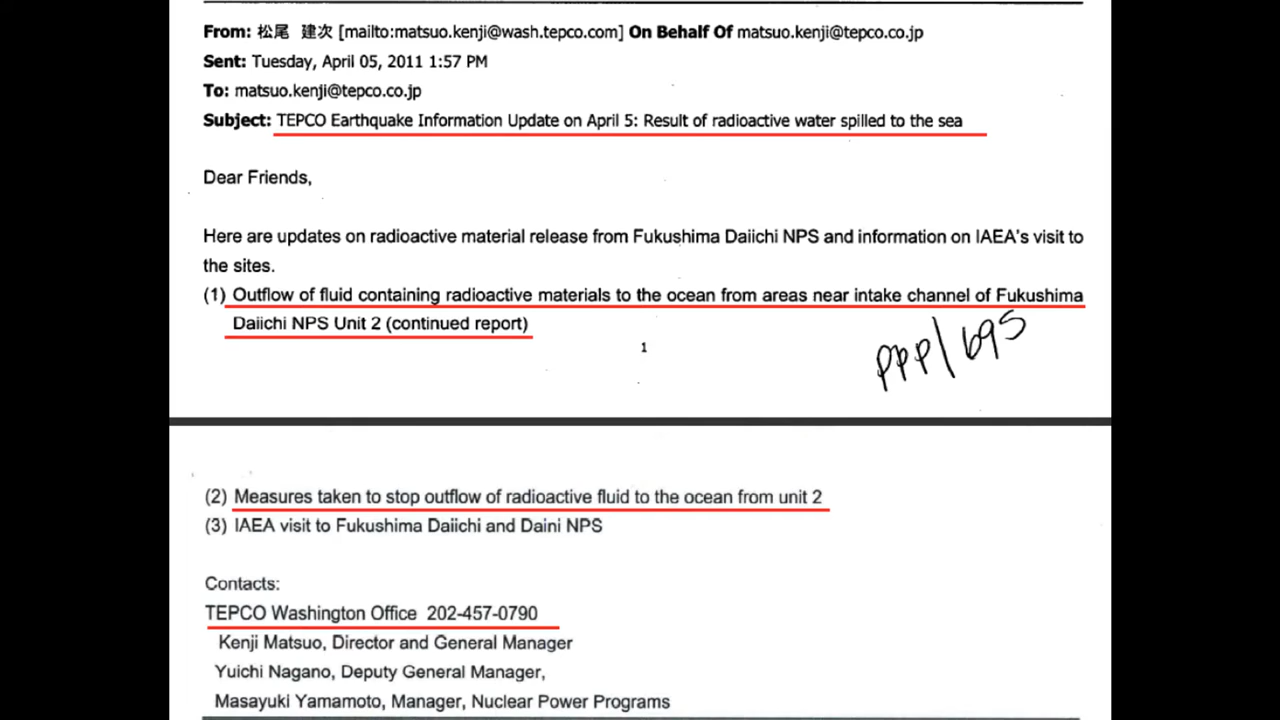 From: 松尾 建次 [mailto:matsuo.kenji@wash.tepco.com] On Behalf Of matsuo.kenji@tepco.co.jp
Sent: Tuesday, April 05, 2011 1:57 PM
To: matsuo.kenji@tepco.co.jp
Subject: TEPCO Earthquake Information Update on April 5: Result of radioactive water spilled to the sea
Dear Friends,
Here are updates on radioactive material release from Fukushima Daiichi NPS and information on IAEA's visit to
the sites.
(1) Outflow of fluid containing radioactive materials to the ocean from areas near intake channel of Fukushima
Daiichi NPS Unit 2 (continued report)
1
PPP/695
(2) Measures taken to stop outflow of radioactive fluid to the ocean from unit 2
(3) IAEA visit to Fukushima Daiichi and Daini NPS
Contacts:
TEPCO Washington Office 202-457-0790
Kenji Matsuo, Director and General Manager
Yuichi Nagano, Deputy General Manager,
Masayuki Yamamoto, Manager, Nuclear Power Programs